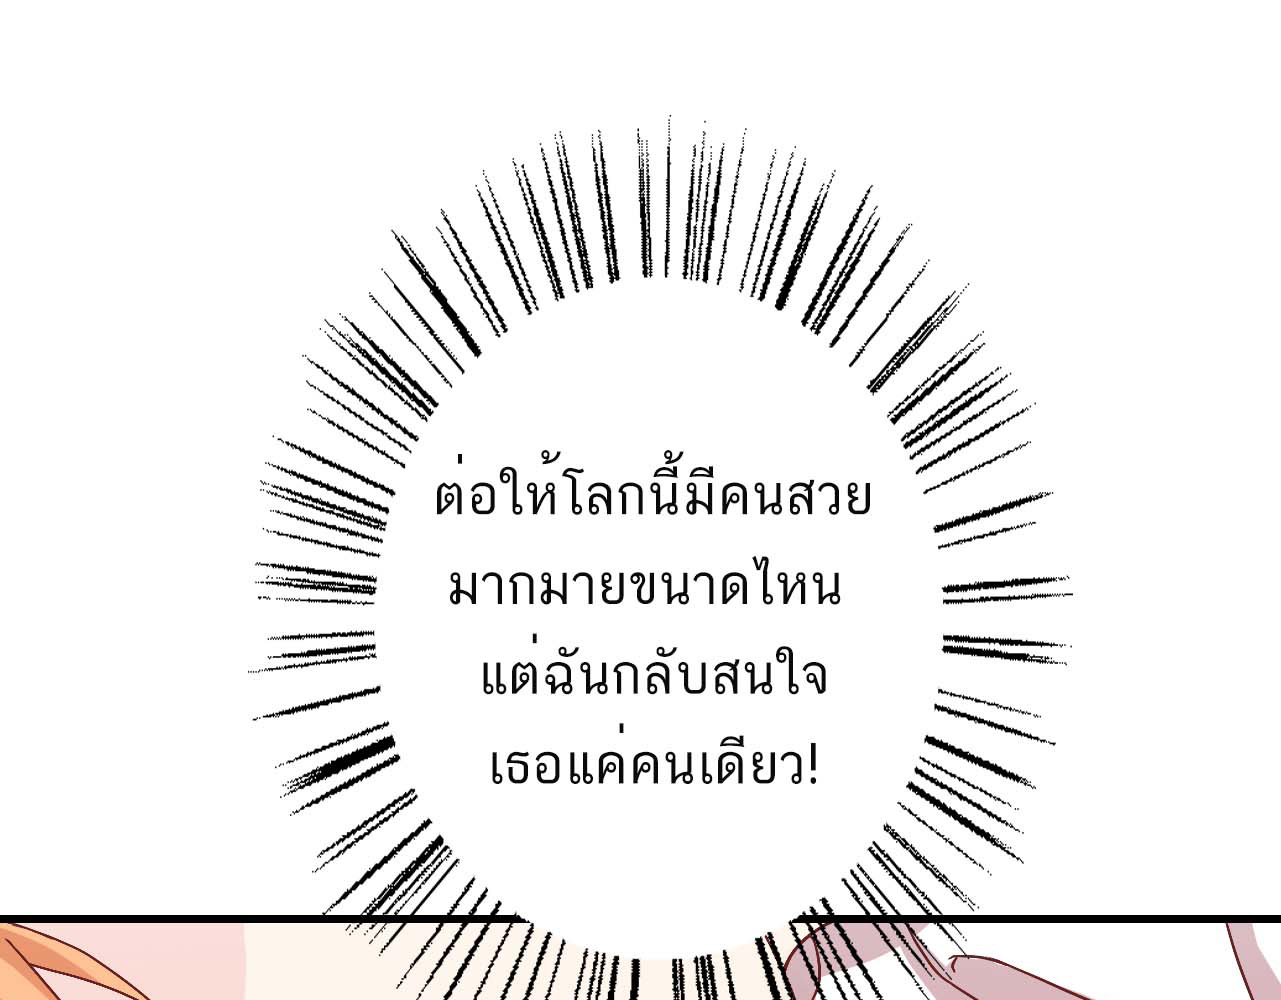 ต่อให้โลกนี้มีคนสวย
มากมายขนาดไหน
แต่ฉันกลับสนใจ
เธอแค่คนเดียว!